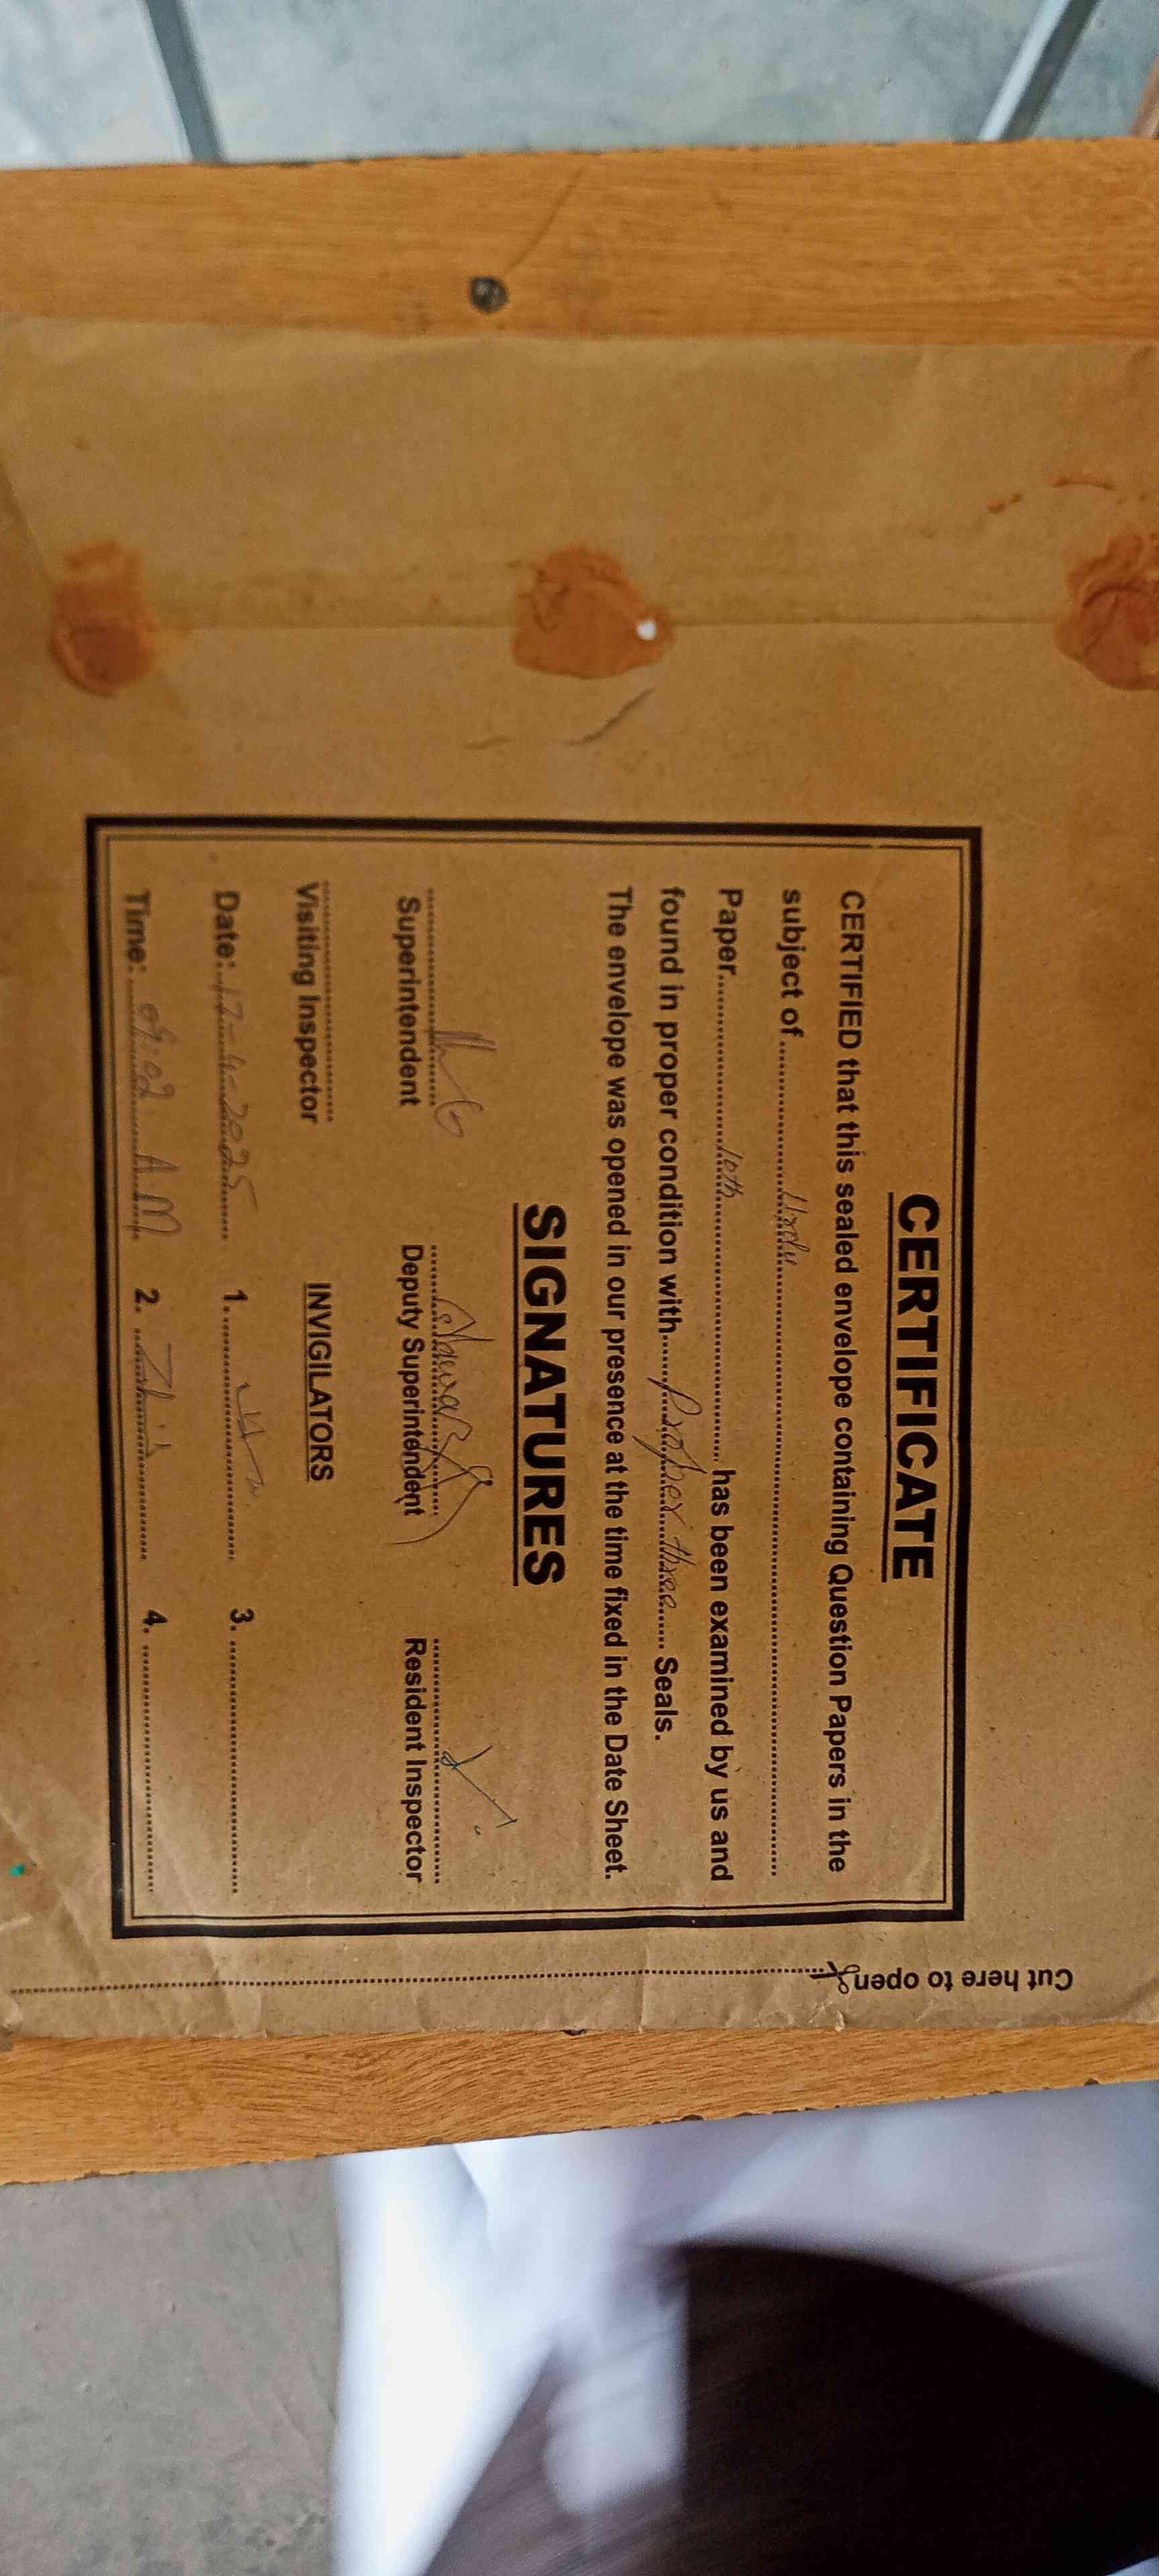 CERTIFICATE
CERTIFIED that this sealed envelope containing Question Papers in the
subject of Urdu
Paper 10th has been examined by us and
found in proper condition with Proper three Seals.
The envelope was opened in our presence at the time fixed in the Date Sheet.
SIGNATURES
Superintendent Deputy Superintendent Resident Inspector
Visiting Inspector INVIGILATORS
Date: 17-4-2025 1. 3.
Time: A.M 2. 4.
Cut here to open